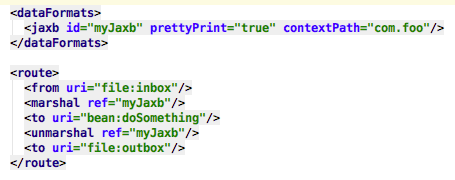 <dataFormats>
  <jaxb id="myJaxb" prettyPrint="true" contextPath="com.foo"/>
</dataFormats>

<route>
  <from uri="file:inbox"/>
  <marshal ref="myJaxb"/>
  <to uri="bean:doSomething"/>
  <unmarshal ref="myJaxb"/>
  <to uri="file:outbox"/>
</route>